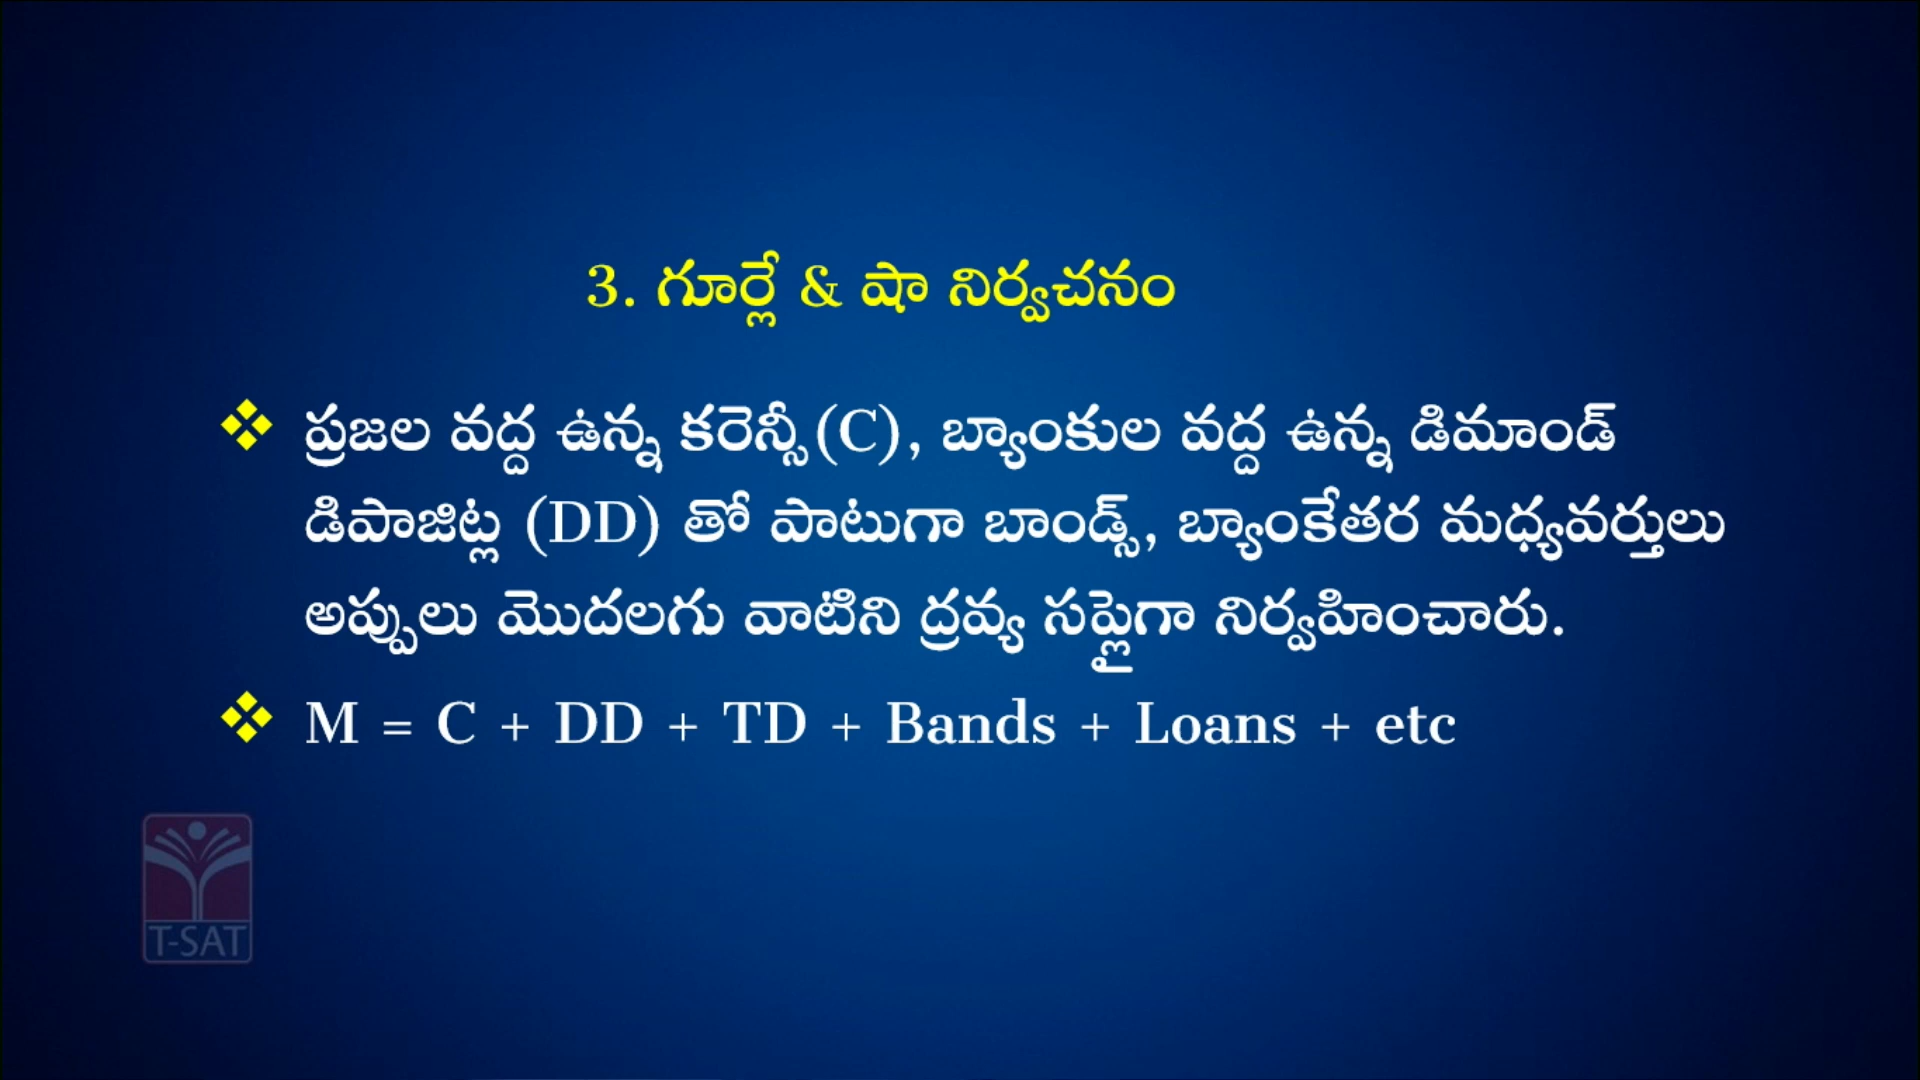 3. గూర్లే & షా నిర్వచనం
ప్రజల వద్ద ఉన్న కరెన్సీ(C), బ్యాంకుల వద్ద ఉన్న డిమాండ్
డిపాజిట్ల (DD) తో పాటుగా బాండ్స్, బ్యాంకేతర మధ్యవర్తులు
అప్పులు మొదలగు వాటిని ద్రవ్య సప్లైగా నిర్వహించారు.
M = C + DD + TD + Bands + Loans + etc
T-SAT